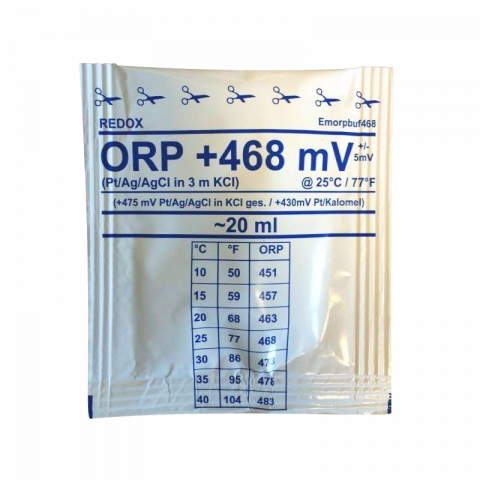 REDOX Emorpbuf468
ORP +468 mV +/- 5mV
(Pt/Ag/AgCl in 3 m KCl) @ 25°C / 77°F
(+475 mV Pt/Ag/AgCl in KCl ges. / +430mV Pt/Kalomel)
~20 ml
°C °F ORP
10 50 451
15 59 457
20 68 463
25 77 468
30 86 473
35 95 478
40 104 483